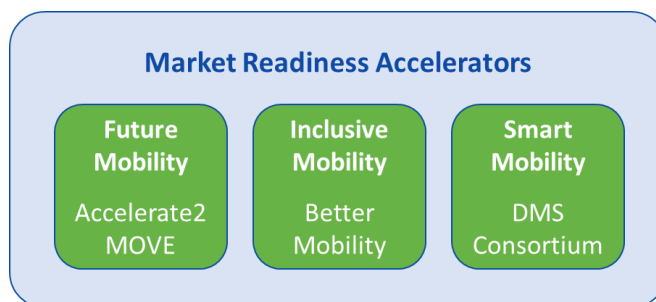 Market Readiness Accelerators
Future
Mobility
Accelerate2
MOVE
Inclusive
Mobility
Better
Mobility
Smart
Mobility
DMS
Consortium